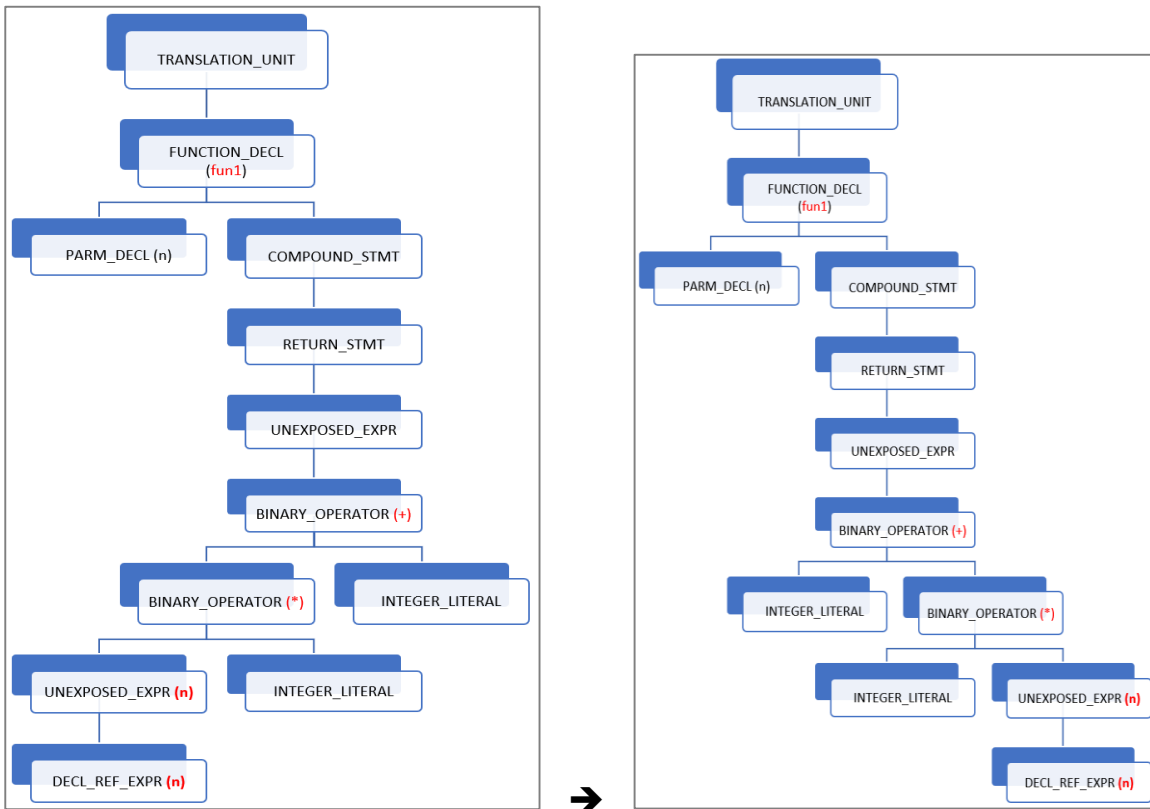 TRANSLATION_UNIT
FUNCTION_DECL
(fun1)
PARM_DECL (n)
COMPOUND_STMT
RETURN_STMT
UNEXPOSED_EXPR
BINARY_OPERATOR (+)
BINARY_OPERATOR (*)
INTEGER_LITERAL
UNEXPOSED_EXPR (n)
INTEGER_LITERAL
DECL_REF_EXPR (n)
➔
TRANSLATION_UNIT
FUNCTION_DECL
(fun1)
PARM_DECL (n)
COMPOUND_STMT
RETURN_STMT
UNEXPOSED_EXPR
BINARY_OPERATOR (+)
INTEGER_LITERAL
BINARY_OPERATOR (*)
INTEGER_LITERAL
UNEXPOSED_EXPR (n)
DECL_REF_EXPR (n)